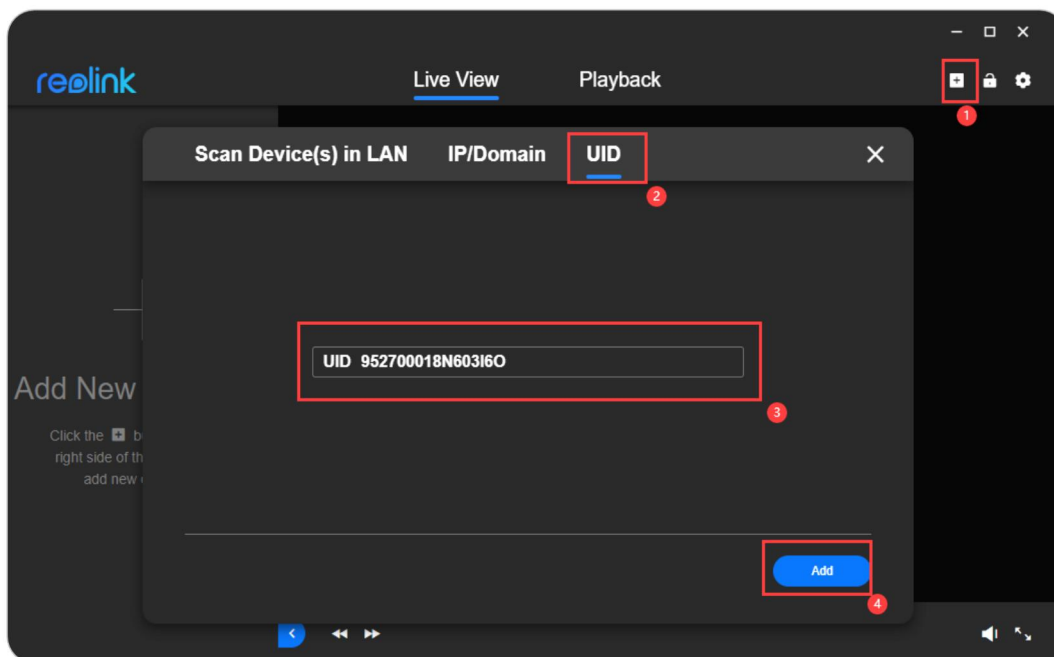 reolink
Live View
Playback
1
Scan Device(s) in LAN
IP/Domain
UID
2
UID 952700018N603I6O
3
Add New
Click the
right side of
add new
Add
4